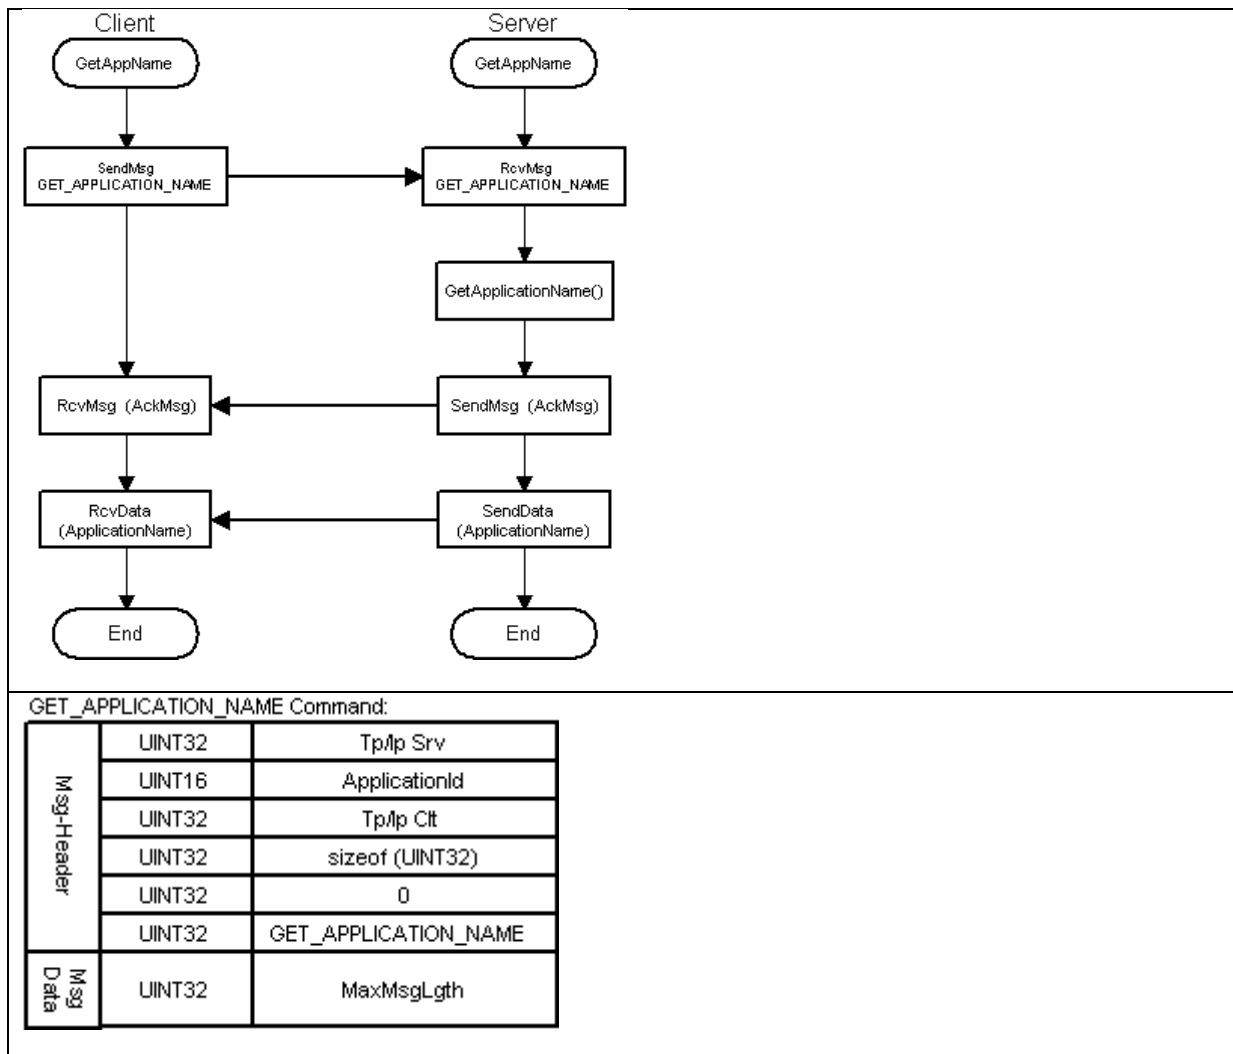 Client
Server
GetAppName
GetAppName
SendMsg
GET_APPLICATION_NAME
RcvMsg
GET_APPLICATION_NAME
GetApplicationName()
RcvMsg (AckMsg)
SendMsg (AckMsg)
RcvData
(ApplicationName)
SendData
(ApplicationName)
End
End
GET_APPLICATION_NAME Command:
Msg-Header
UINT32 Tp/Ip Srv
UINT16 ApplicationId
UINT32 Tp/Ip Clt
UINT32 sizeof (UINT32)
UINT32 0
UINT32 GET_APPLICATION_NAME
Msg
Data
UINT32 MaxMsgLgth